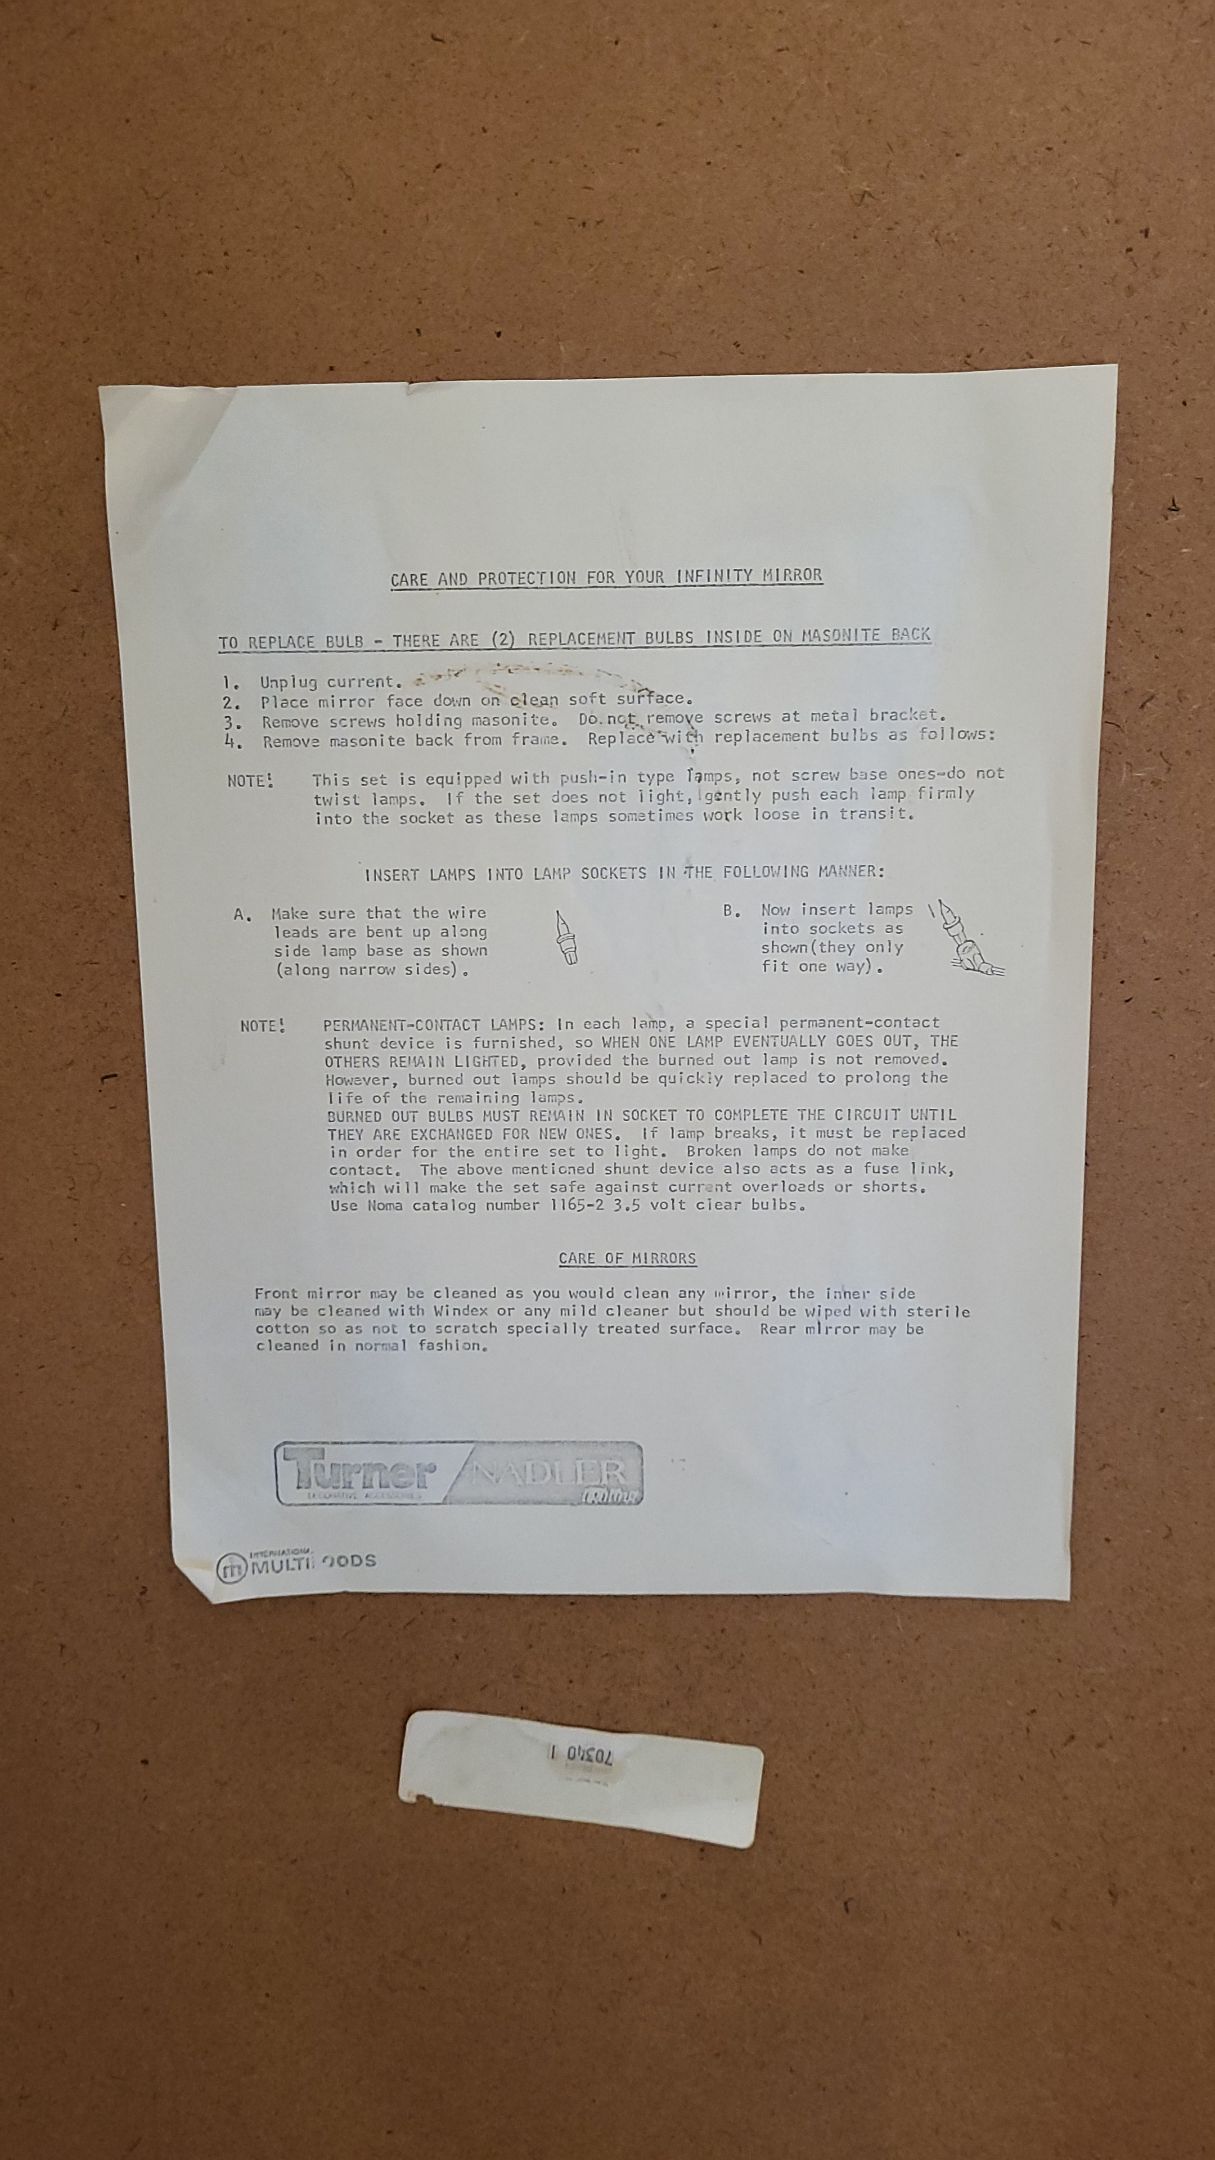 CARE AND PROTECTION FOR YOUR INFINITY MIRROR
TO REPLACE BULB - THERE ARE (2) REPLACEMENT BULBS INSIDE ON MASONITE BACK
1. Unplug current.
2. Place mirror face down on clean soft surface.
3. Remove screws holding masonite. Do not remove screws at metal bracket.
4. Remove masonite back from frame. Replace with replacement bulbs as follows:
NOTE! This set is equipped with push-in type lamps, not screw base ones-do not
twist lamps. If the set does not light, gently push each lamp firmly
into the socket as these lamps sometimes work loose in transit.
INSERT LAMPS INTO LAMP SOCKETS IN THE FOLLOWING MANNER:
A. Make sure that the wire
leads are bent up along
side lamp base as shown
(along narrow sides).
B. Now insert lamps
into sockets as
shown(they only
fit one way).
NOTE! PERMANENT-CONTACT LAMPS: In each lamp, a special permanent-contact
shunt device is furnished, so WHEN ONE LAMP EVENTUALLY GOES OUT, THE
OTHERS REMAIN LIGHTED, provided the burned out lamp is not removed.
However, burned out lamps should be quickly replaced to prolong the
life of the remaining lamps.
BURNED OUT BULBS MUST REMAIN IN SOCKET TO COMPLETE THE CIRCUIT UNTIL
THEY ARE EXCHANGED FOR NEW ONES. If lamp breaks, it must be replaced
in order for the entire set to light. Broken lamps do not make
contact. The above mentioned shunt device also acts as a fuse link,
which will make the set safe against current overloads or shorts.
Use Noma catalog number 1165-2 3.5 volt clear bulbs.
CARE OF MIRRORS
Front mirror may be cleaned as you would clean any mirror, the inner side
may be cleaned with Windex or any mild cleaner but should be wiped with sterile
cotton so as not to scratch specially treated surface. Rear mirror may be
cleaned in normal fashion.
Turner NADLER
DECORATIVE ACCESSORIES
INTERNATIONAL
MULTIFOODS
70340 1